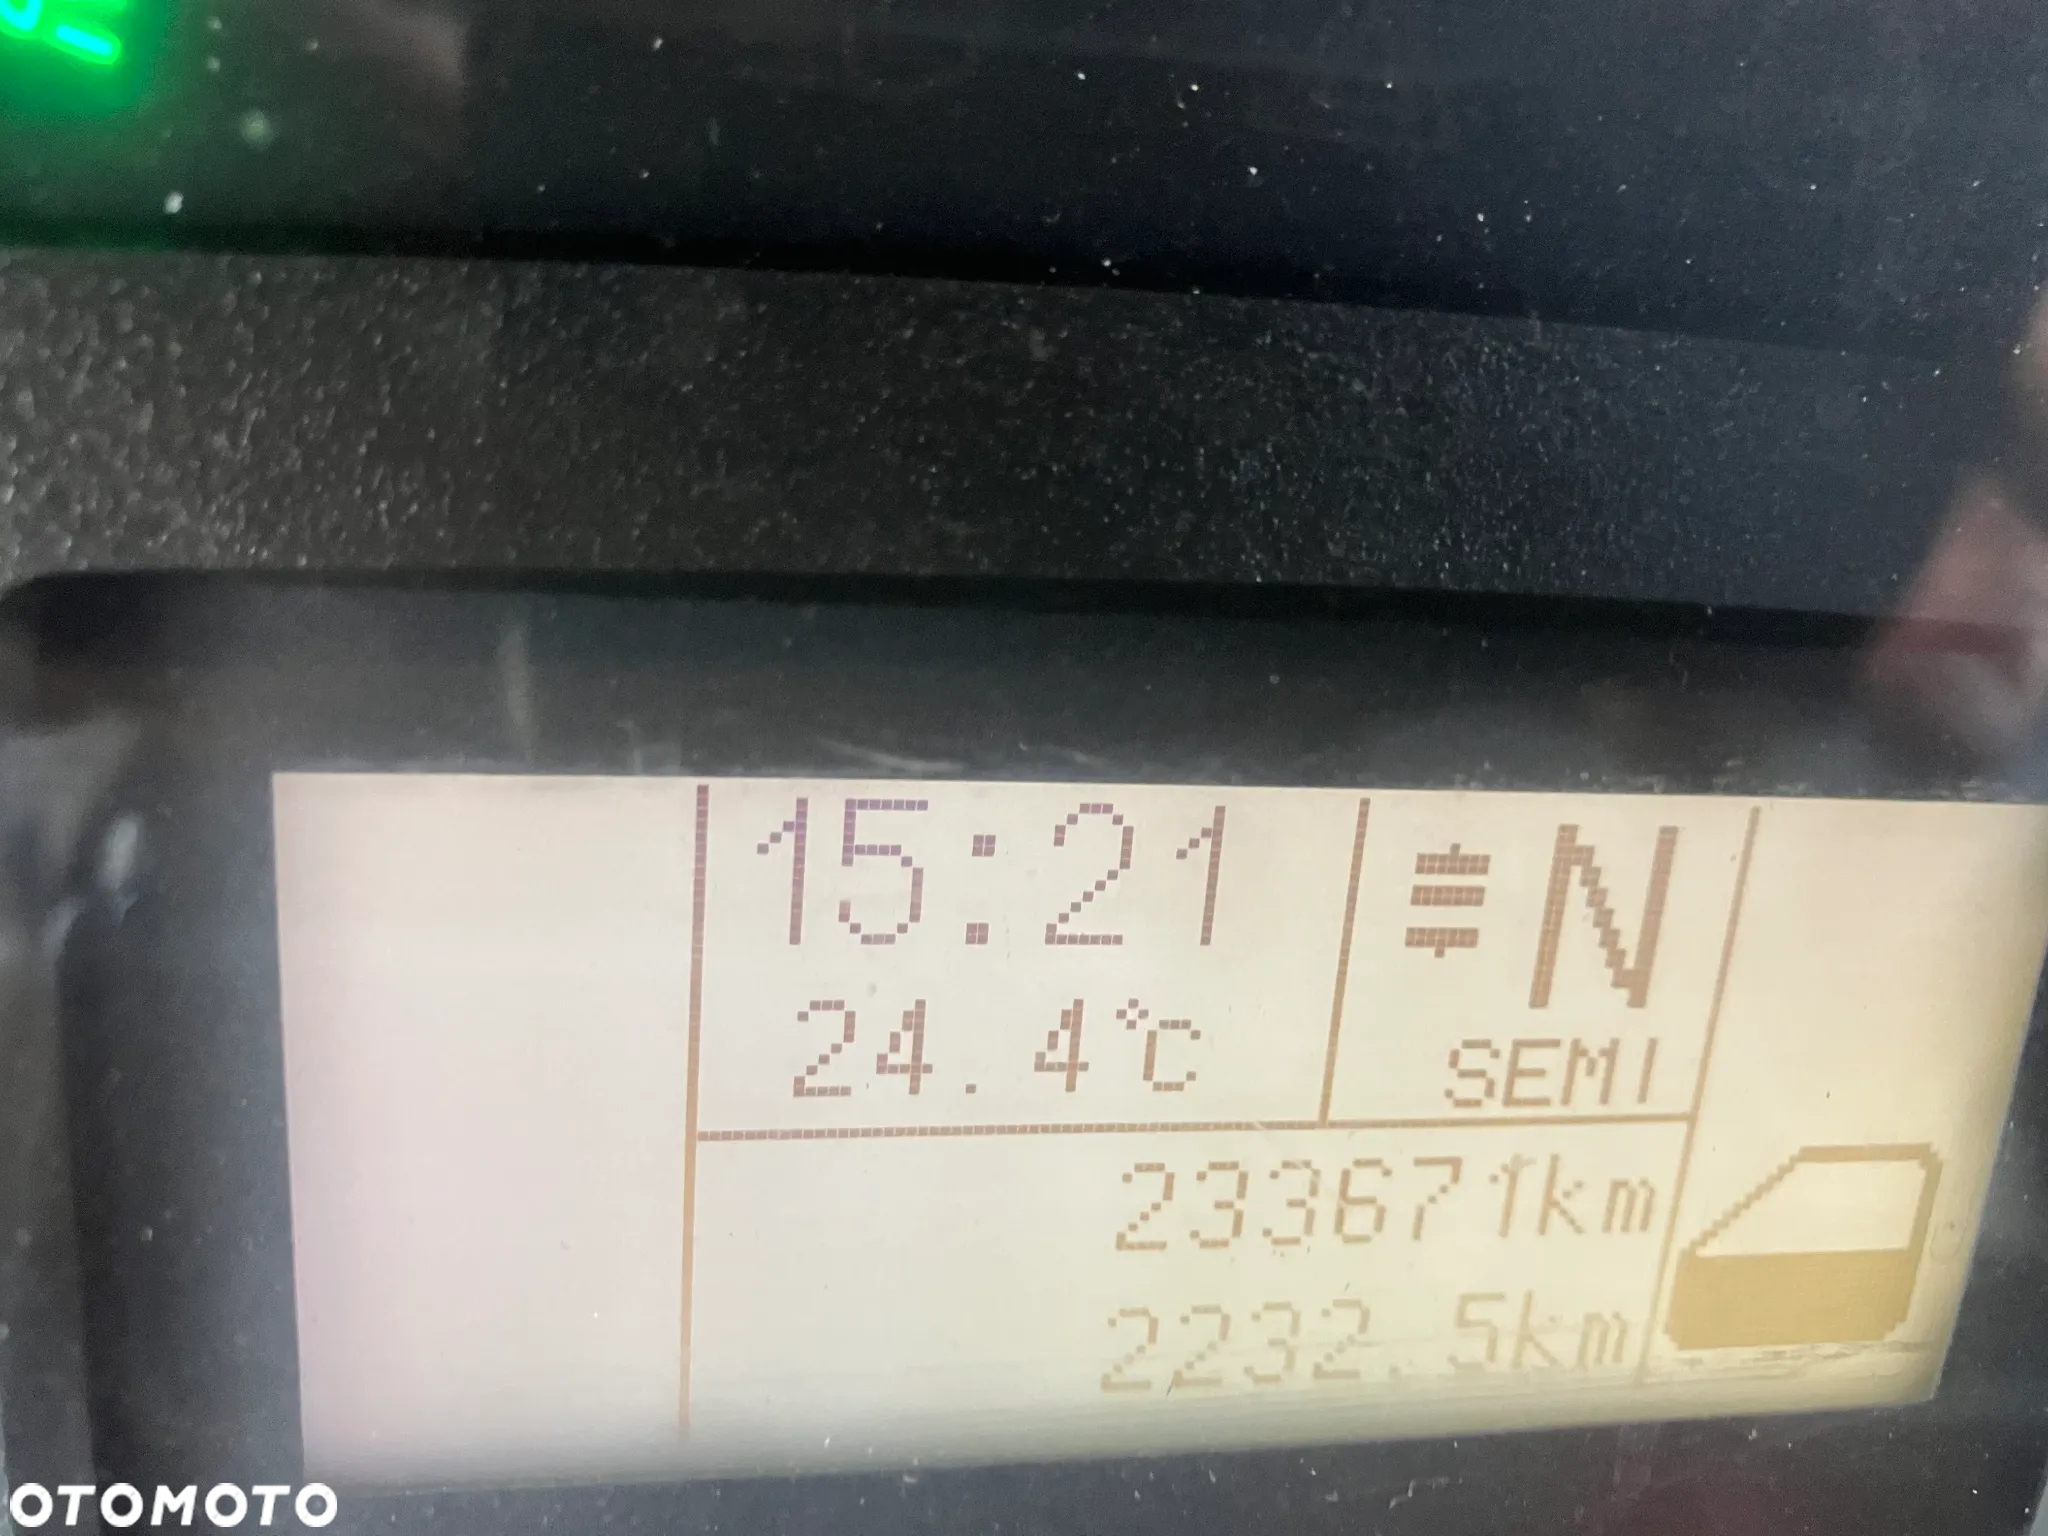 15:21
N
24.4°C
SEMI
233671km
2232.5km
OTOMOTO